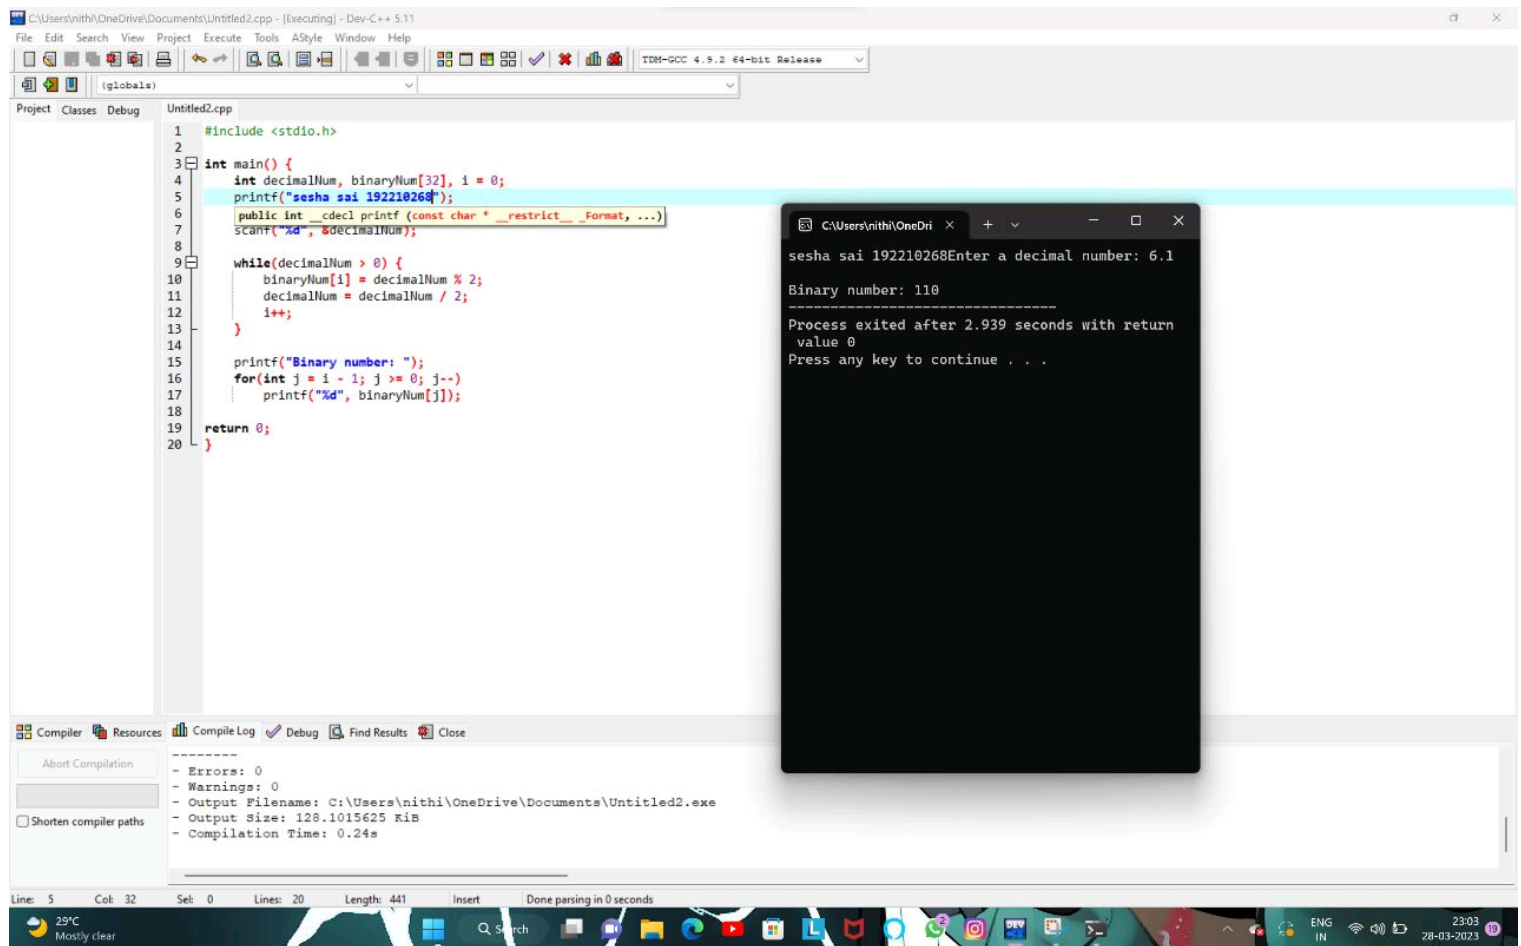 C:\Users\nithi\OneDrive\Documents\Untitled2.cpp - [Executing] - Dev-C++ 5.11
File Edit Search View Project Execute Tools AStyle Window Help
TDM-GCC 4.9.2 64-bit Release
(globals)
Project Classes Debug Untitled2.cpp
1 #include <stdio.h>
2
3 int main() {
4 int decimalNum, binaryNum[32], i = 0;
5 printf("sesha sai 192210268");
6 public int __cdecl printf (const char * __restrict__ _Format, ...)
7 scanf("%d", &decimalNum);
8
9 while(decimalNum > 0) {
10 binaryNum[i] = decimalNum % 2;
11 decimalNum = decimalNum / 2;
12 i++;
13 }
14
15 printf("Binary number: ");
16 for(int j = i - 1; j >= 0; j--)
17 printf("%d", binaryNum[j]);
18
19 return 0;
20 }
C:\Users\nithi\OneDri
sesha sai 192210268Enter a decimal number: 6.1
Binary number: 110
--------------------------------
Process exited after 2.939 seconds with return
value 0
Press any key to continue . . .
Compiler Resources Compile Log Debug Find Results Close
Abort Compilation
Shorten compiler paths
--------
- Errors: 0
- Warnings: 0
- Output Filename: C:\Users\nithi\OneDrive\Documents\Untitled2.exe
- Output Size: 128.1015625 KiB
- Compilation Time: 0.24s
Line: 5 Col: 32 Sel: 0 Lines: 20 Length: 441 Insert Done parsing in 0 seconds
29°C
Mostly clear
DEV
2
ENG
IN
23:03
28-03-2023
19